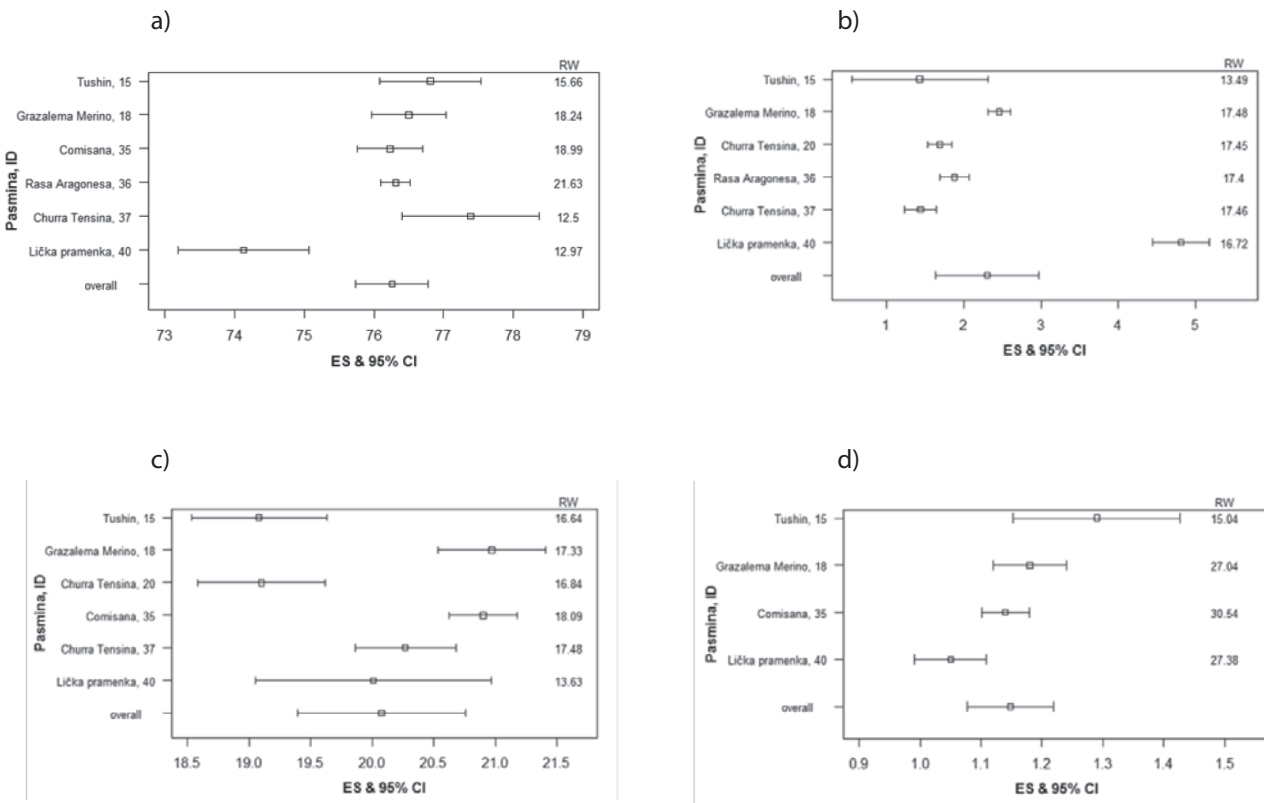 a)
RW
Tushin, 15 15.66
Grazalema Merino, 18 18.24
Comisana, 35 18.99
Rasa Aragonesa, 36 21.63
Churra Tensina, 37 12.5
Lička pramenka, 40 12.97
overall
Pasmina, ID
73 74 75 76 77 78 79
ES & 95% CI
b)
RW
Tushin, 15 13.49
Grazalema Merino, 18 17.48
Churra Tensina, 20 17.45
Rasa Aragonesa, 36 17.4
Churra Tensina, 37 17.46
Lička pramenka, 40 16.72
overall
Pasmina, ID
1 2 3 4 5
ES & 95% CI
c)
RW
Tushin, 15 16.64
Grazalema Merino, 18 17.33
Churra Tensina, 20 16.84
Comisana, 35 18.09
Churra Tensina, 37 17.48
Lička pramenka, 40 13.63
overall
Pasmina, ID
18.5 19.0 19.5 20.0 20.5 21.0 21.5
ES & 95% CI
d)
RW
Tushin, 15 15.04
Grazalema Merino, 18 27.04
Comisana, 35 30.54
Lička pramenka, 40 27.38
overall
Pasmina, ID
0.9 1.0 1.1 1.2 1.3 1.4 1.5
ES & 95% CI